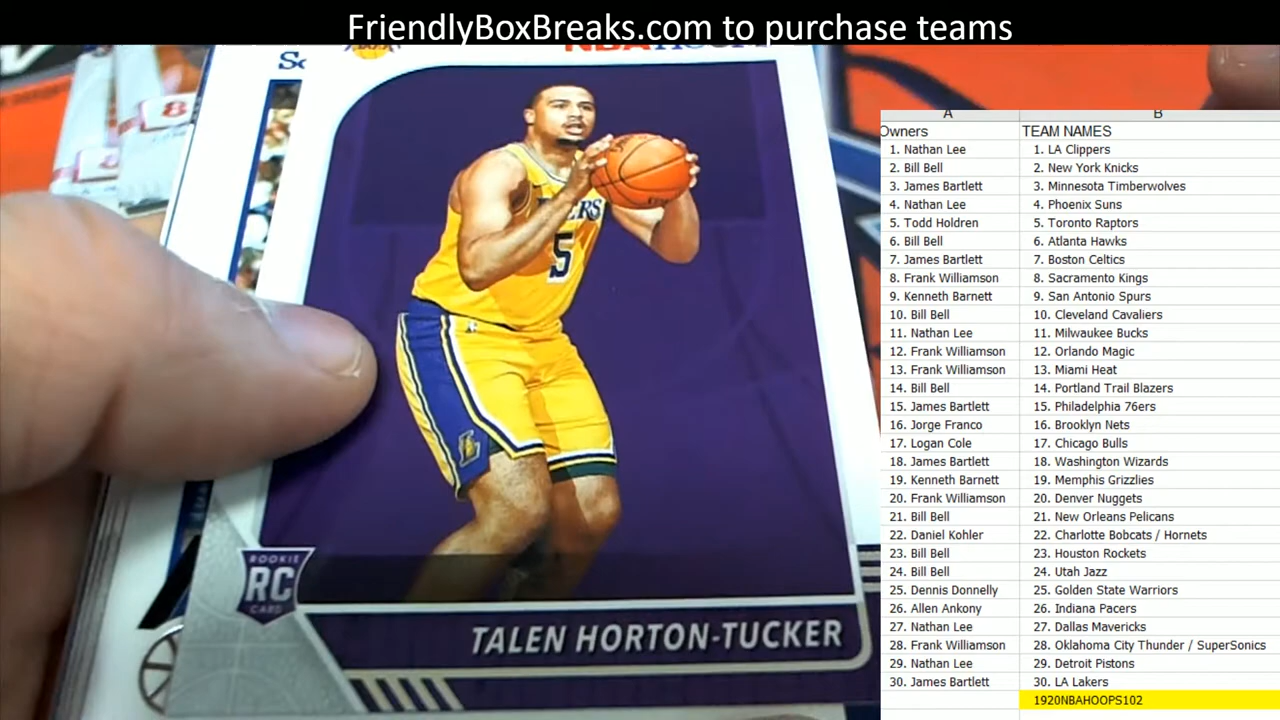 FriendlyBoxBreaks.com to purchase teams
NBA HOOPS
8
LAKERS
5
ROOKIE
RC
CARD
TALEN HORTON-TUCKER
A B
Owners TEAM NAMES
1. Nathan Lee 1. LA Clippers
2. Bill Bell 2. New York Knicks
3. James Bartlett 3. Minnesota Timberwolves
4. Nathan Lee 4. Phoenix Suns
5. Todd Holdren 5. Toronto Raptors
6. Bill Bell 6. Atlanta Hawks
7. James Bartlett 7. Boston Celtics
8. Frank Williamson 8. Sacramento Kings
9. Kenneth Barnett 9. San Antonio Spurs
10. Bill Bell 10. Cleveland Cavaliers
11. Nathan Lee 11. Milwaukee Bucks
12. Frank Williamson 12. Orlando Magic
13. Frank Williamson 13. Miami Heat
14. Bill Bell 14. Portland Trail Blazers
15. James Bartlett 15. Philadelphia 76ers
16. Jorge Franco 16. Brooklyn Nets
17. Logan Cole 17. Chicago Bulls
18. James Bartlett 18. Washington Wizards
19. Kenneth Barnett 19. Memphis Grizzlies
20. Frank Williamson 20. Denver Nuggets
21. Bill Bell 21. New Orleans Pelicans
22. Daniel Kohler 22. Charlotte Bobcats / Hornets
23. Bill Bell 23. Houston Rockets
24. Bill Bell 24. Utah Jazz
25. Dennis Donnelly 25. Golden State Warriors
26. Allen Ankony 26. Indiana Pacers
27. Nathan Lee 27. Dallas Mavericks
28. Frank Williamson 28. Oklahoma City Thunder / SuperSonics
29. Nathan Lee 29. Detroit Pistons
30. James Bartlett 30. LA Lakers
1920NBAHOOPS102